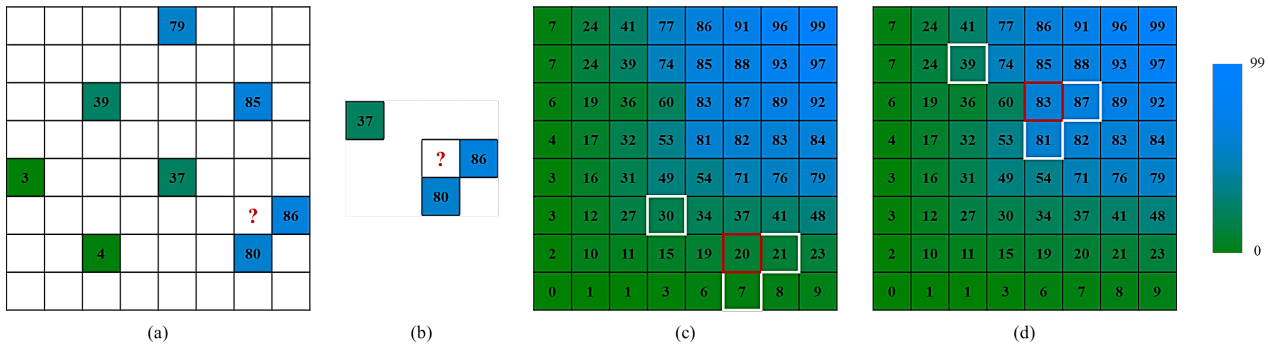 79
39 85
3 37
? 86
4 80
(a)
37
? 86
80
(b)
7 24 41 77 86 91 96 99
7 24 39 74 85 88 93 97
6 19 36 60 83 87 89 92
4 17 32 53 81 82 83 84
3 16 31 49 54 71 76 79
3 12 27 30 34 37 41 48
2 10 11 15 19 20 21 23
0 1 1 3 6 7 8 9
(c)
7 24 41 77 86 91 96 99
7 24 39 74 85 88 93 97
6 19 36 60 83 87 89 92
4 17 32 53 81 82 83 84
3 16 31 49 54 71 76 79
3 12 27 30 34 37 41 48
2 10 11 15 19 20 21 23
0 1 1 3 6 7 8 9
(d)
99
0